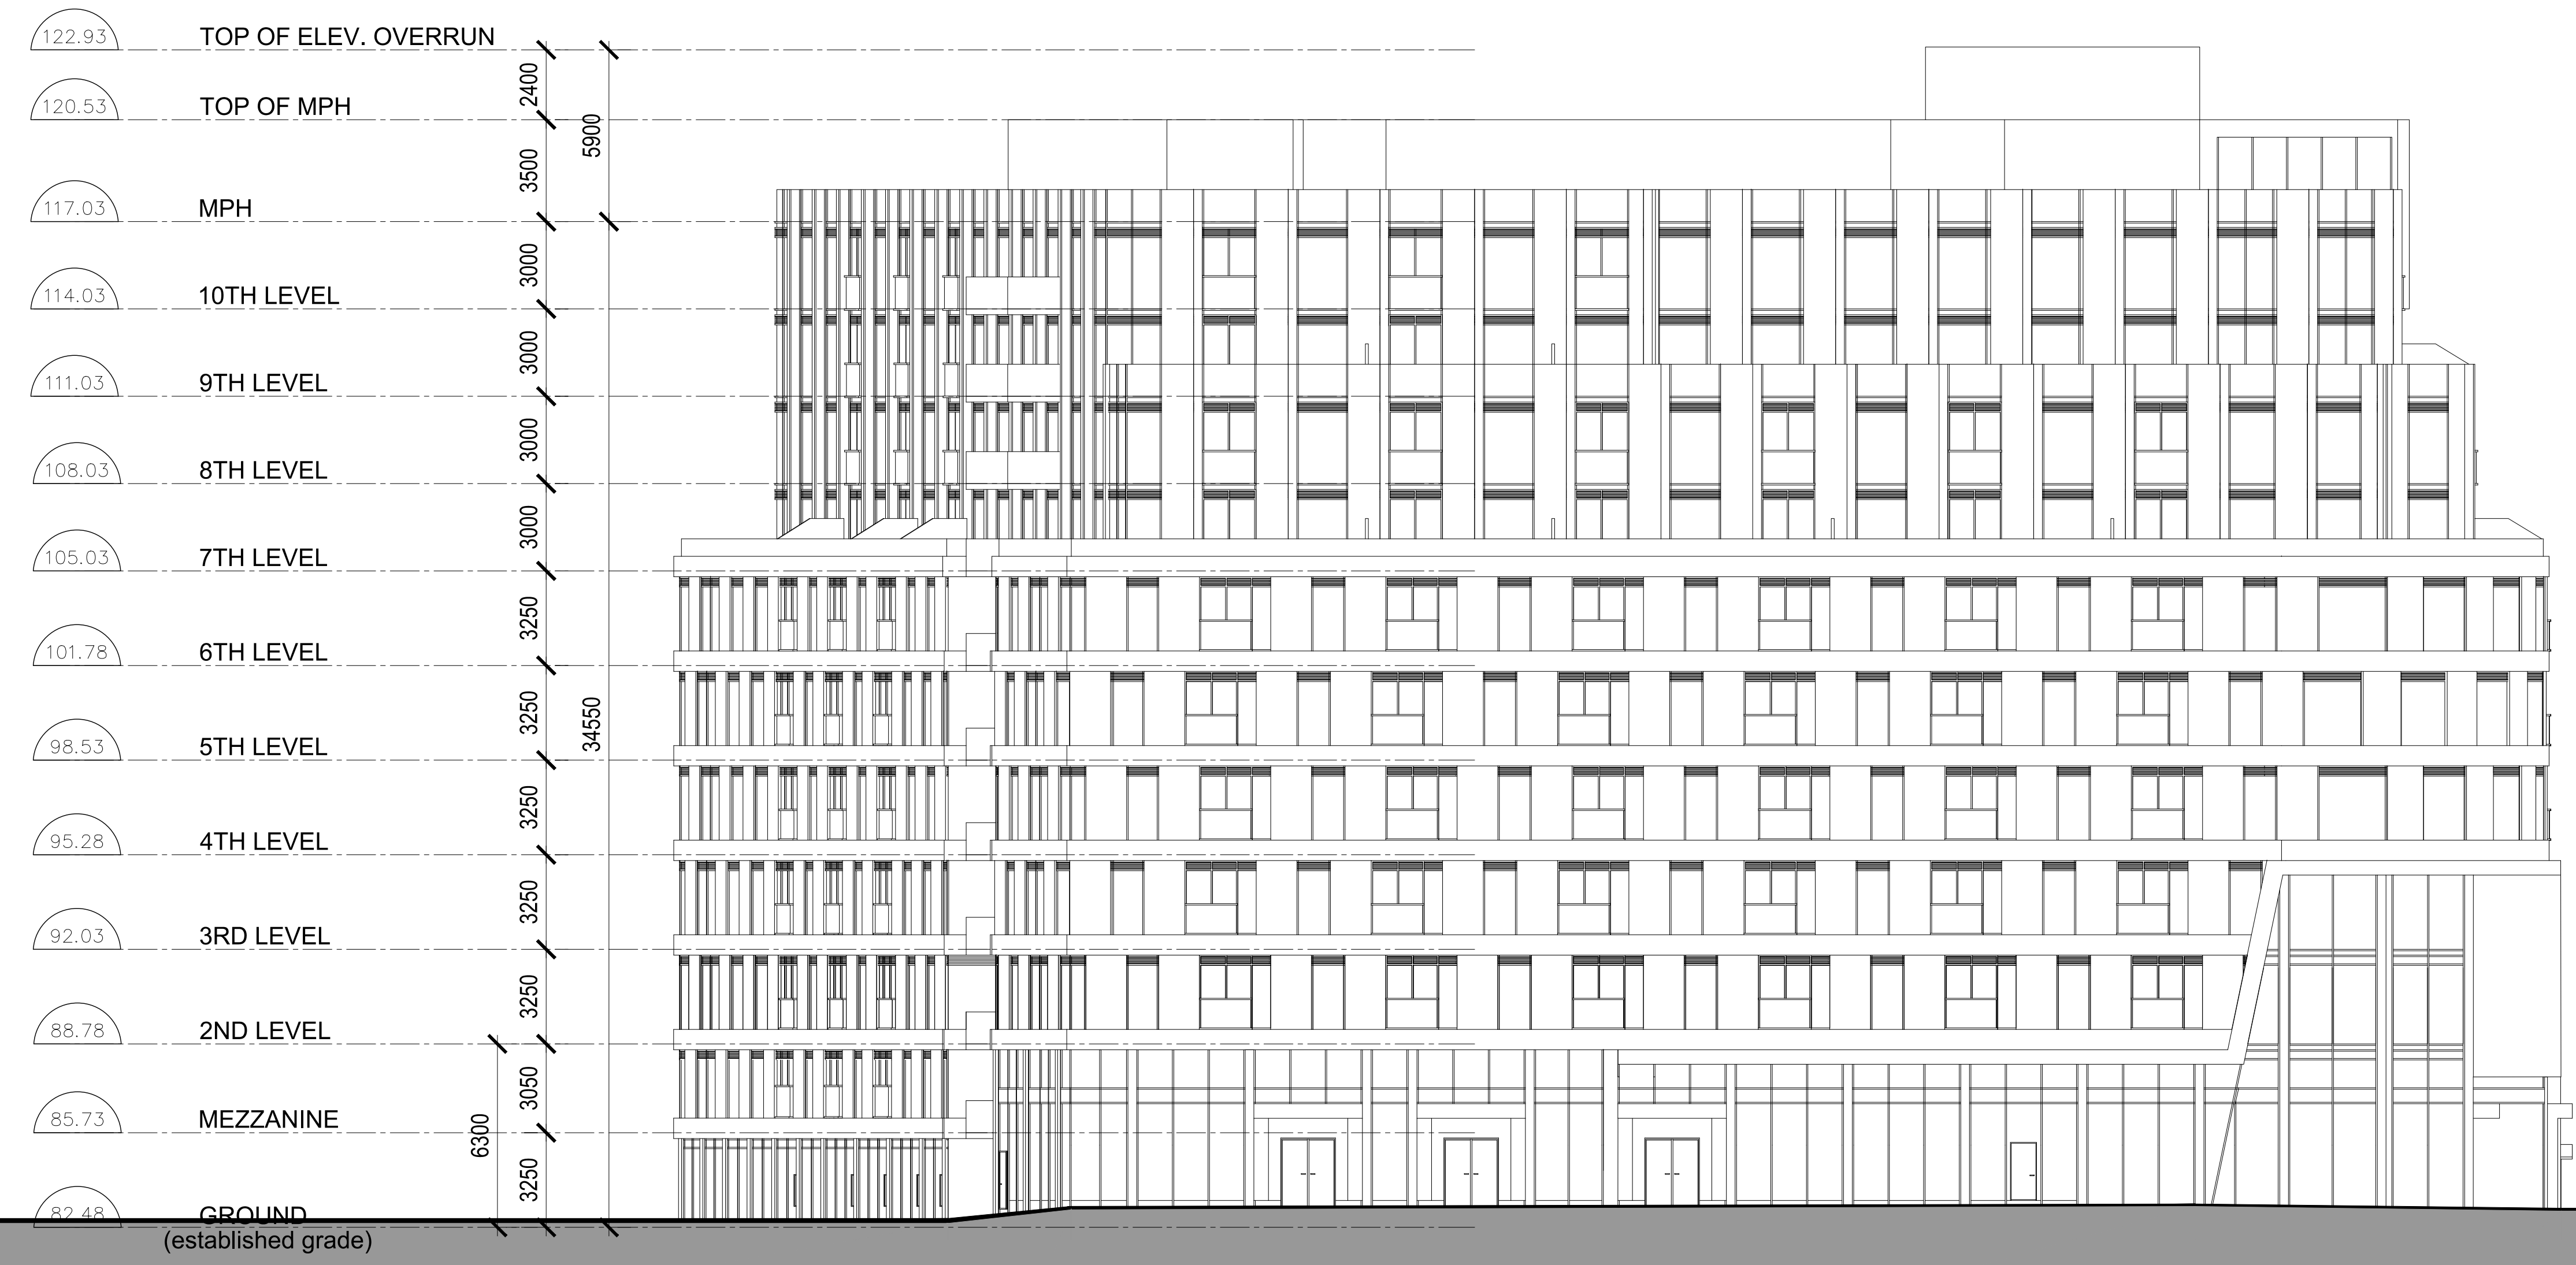 122.93 TOP OF ELEV. OVERRUN
2400
120.53 TOP OF MPH
5900
3500
117.03 MPH
3000
114.03 10TH LEVEL
3000
111.03 9TH LEVEL
3000
108.03 8TH LEVEL
3000
105.03 7TH LEVEL
3250
101.78 6TH LEVEL
3250
34550
98.53 5TH LEVEL
3250
95.28 4TH LEVEL
3250
92.03 3RD LEVEL
3250
88.78 2ND LEVEL
3050
85.73 MEZZANINE
6300
3250
82.48 GROUND
(established grade)